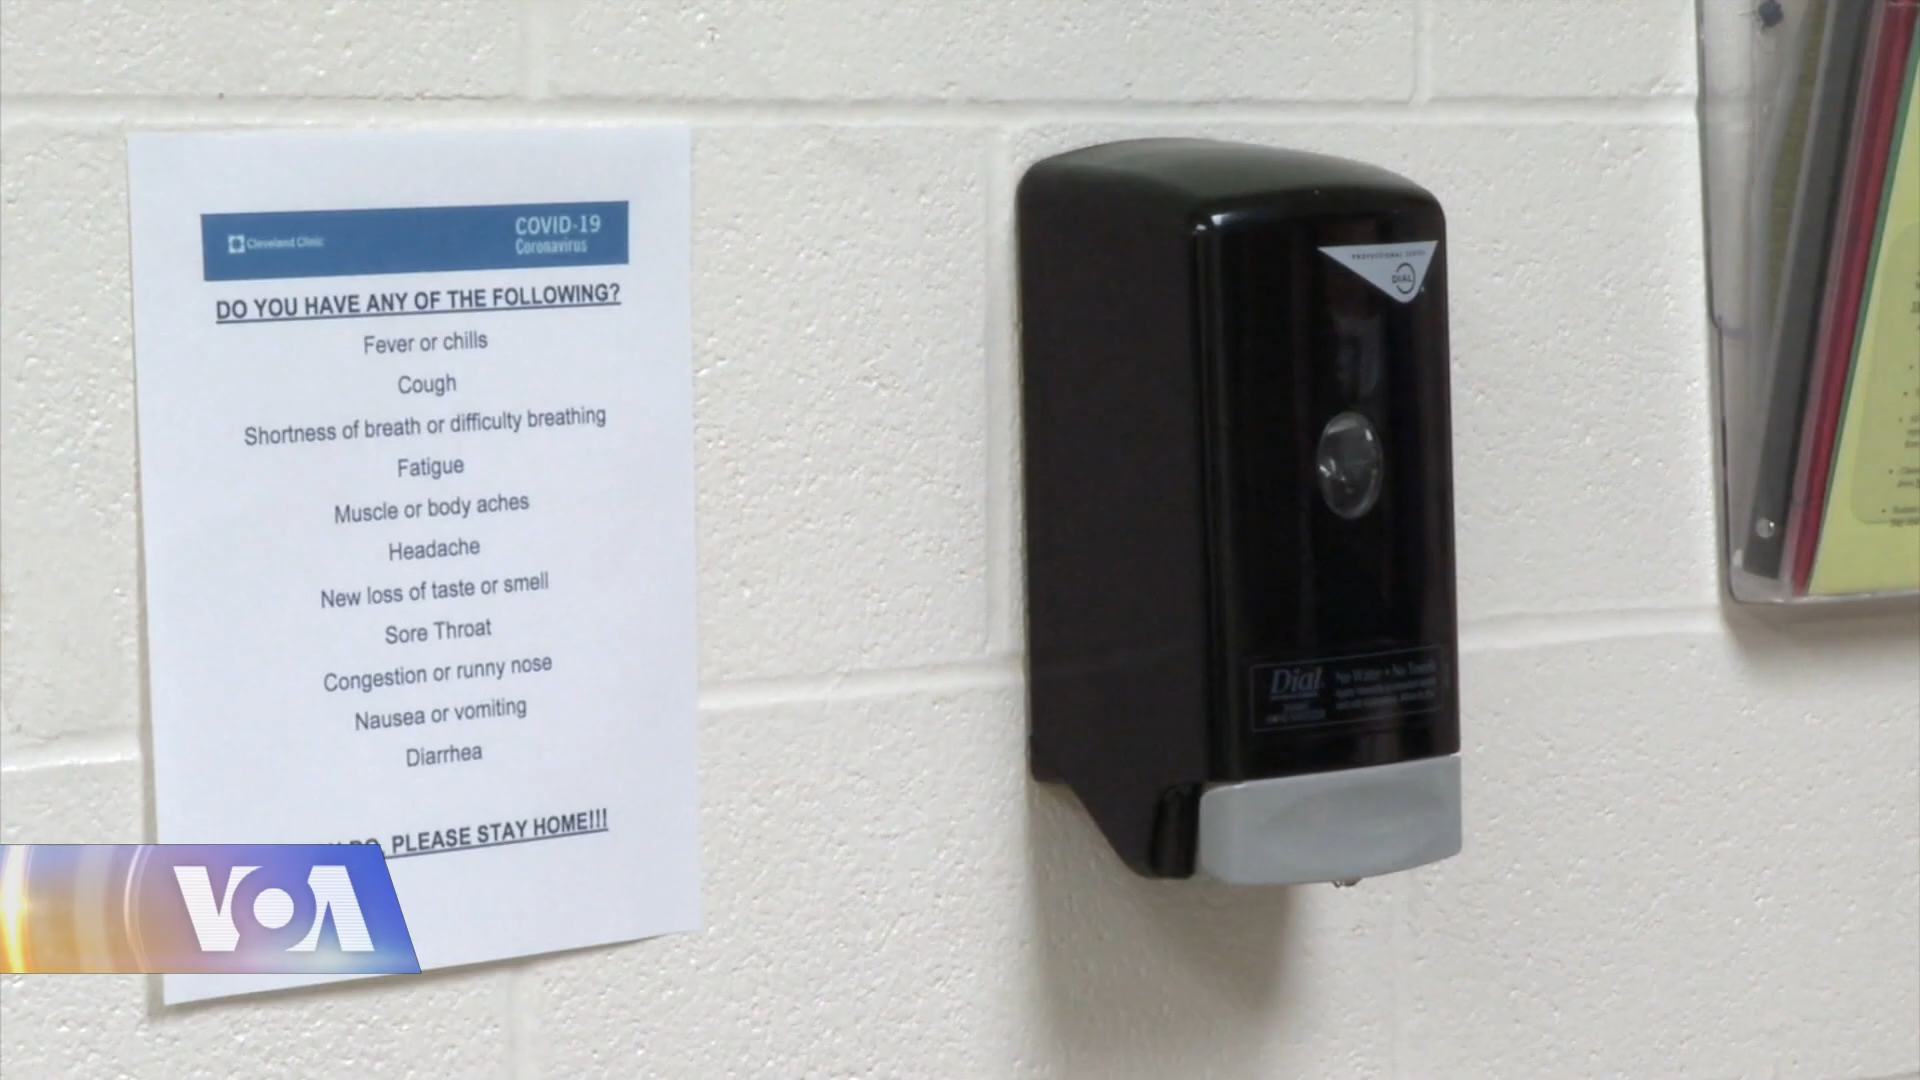 Cleveland Clinic
COVID-19
Coronavirus
DO YOU HAVE ANY OF THE FOLLOWING?
Fever or chills
Cough
Shortness of breath or difficulty breathing
Fatigue
Muscle or body aches
Headache
New loss of taste or smell
Sore Throat
Congestion or runny nose
Nausea or vomiting
Diarrhea
PLEASE STAY HOME!!!
VOA
PROFESSIONAL SERIES
DIAL
Dial
No Water • No Towels